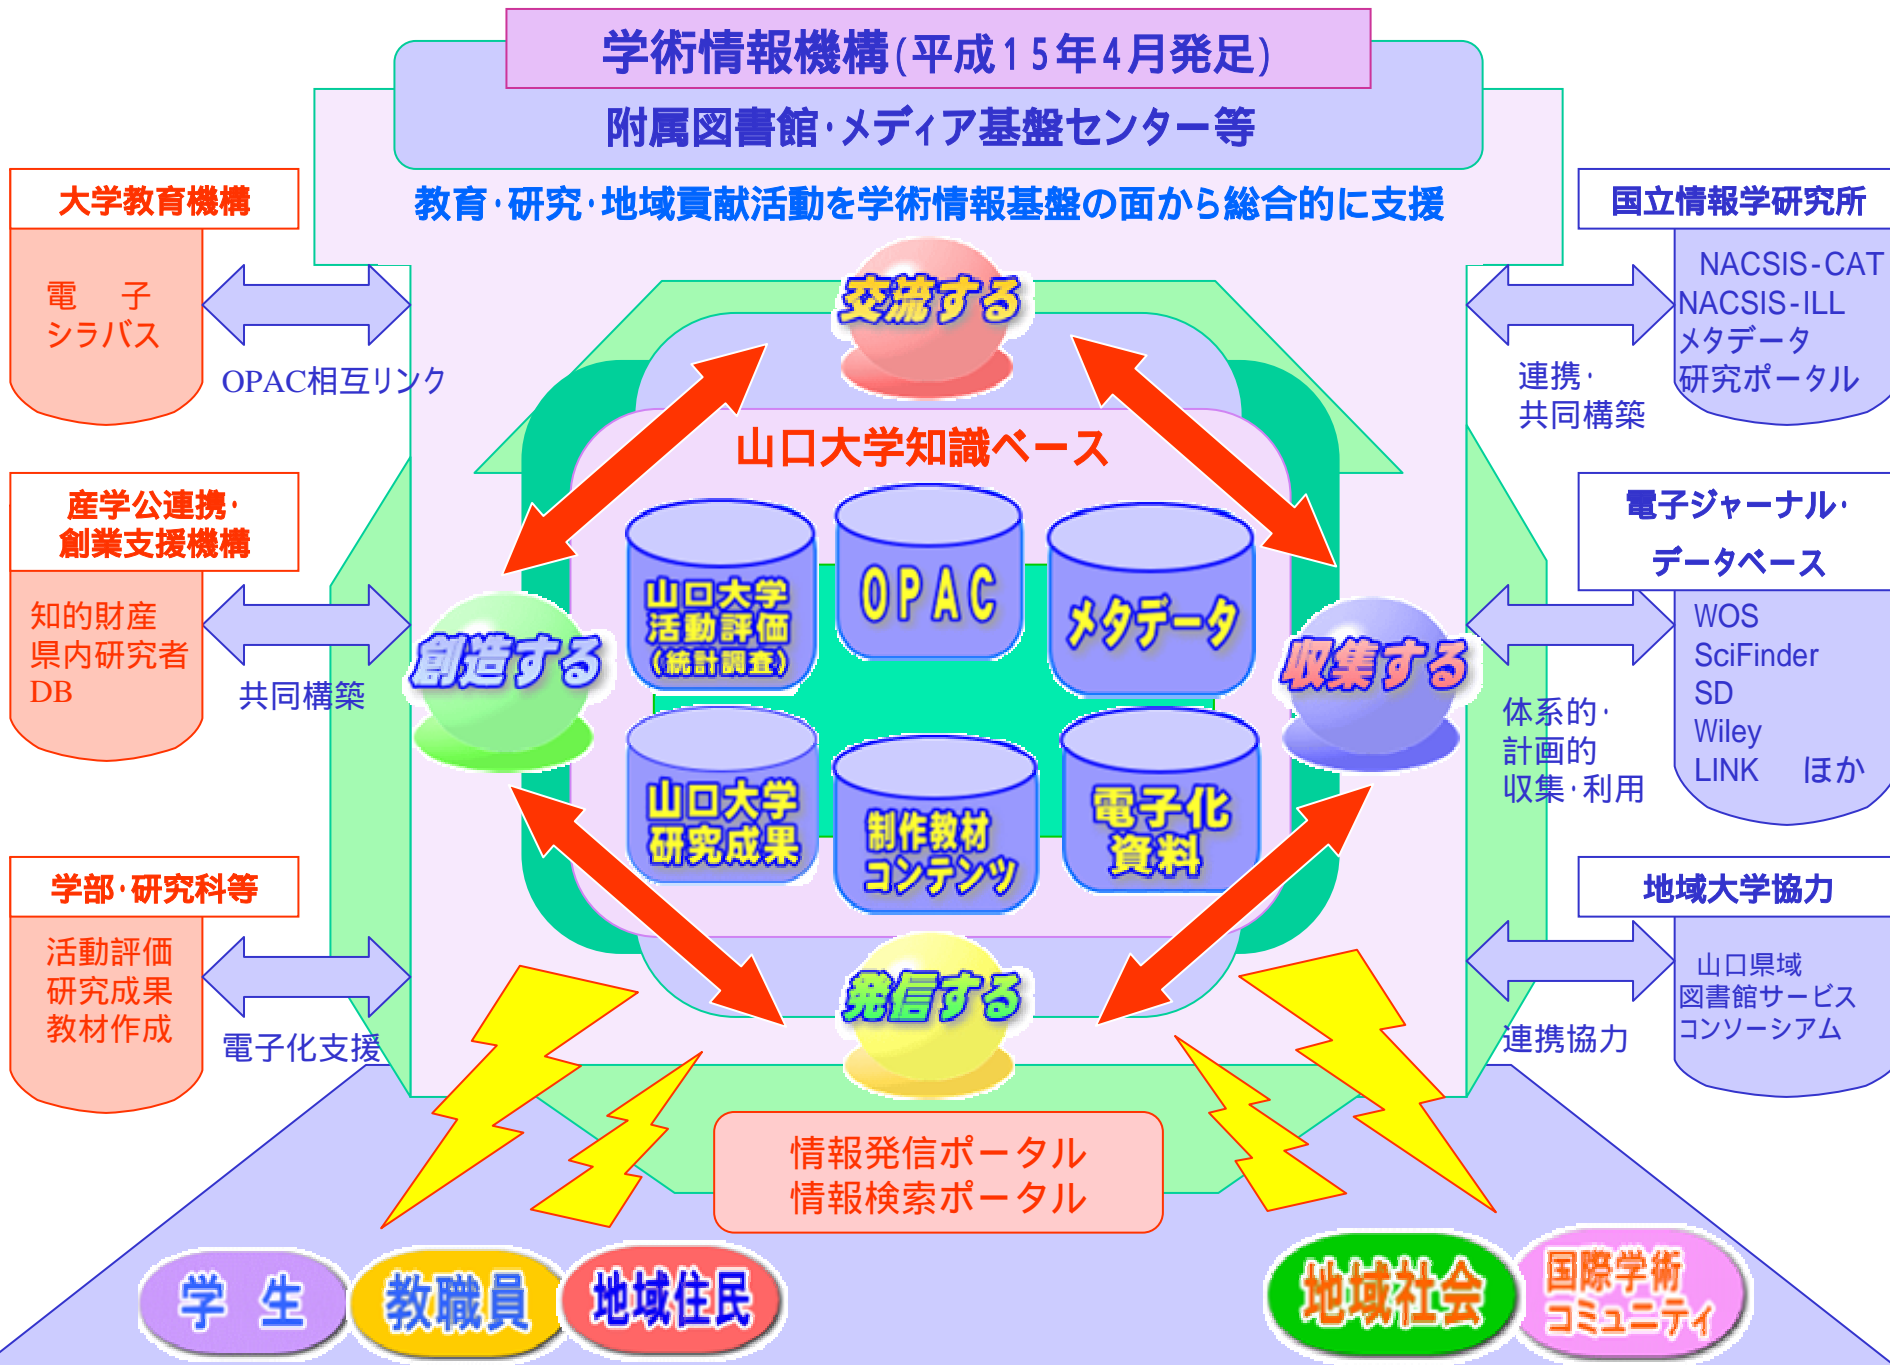 学術情報機構(平成15年4月発足)
附属図書館・メディア基盤センター等
教育・研究・地域貢献活動を学術情報基盤の面から総合的に支援
大学教育機構
電　子
シラバス
OPAC相互リンク
産学公連携・
創業支援機構
知的財産
県内研究者
DB
共同構築
学部・研究科等
活動評価
研究成果
教材作成
電子化支援
交流する
創造する
収集する
発信する
山口大学知識ベース
山口大学
活動評価
(統計調査)
OPAC
メタデータ
山口大学
研究成果
制作教材
コンテンツ
電子化
資料
国立情報学研究所
NACSIS-CAT
NACSIS-ILL
メタデータ
研究ポータル
連携・
共同構築
電子ジャーナル・
データベース
WOS
SciFinder
SD
Wiley
LINK　ほか
体系的・
計画的
収集・利用
地域大学協力
山口県域
図書館サービス
コンソーシアム
連携協力
情報発信ポータル
情報検索ポータル
学　生
教職員
地域住民
地域社会
国際学術
コミュニティ